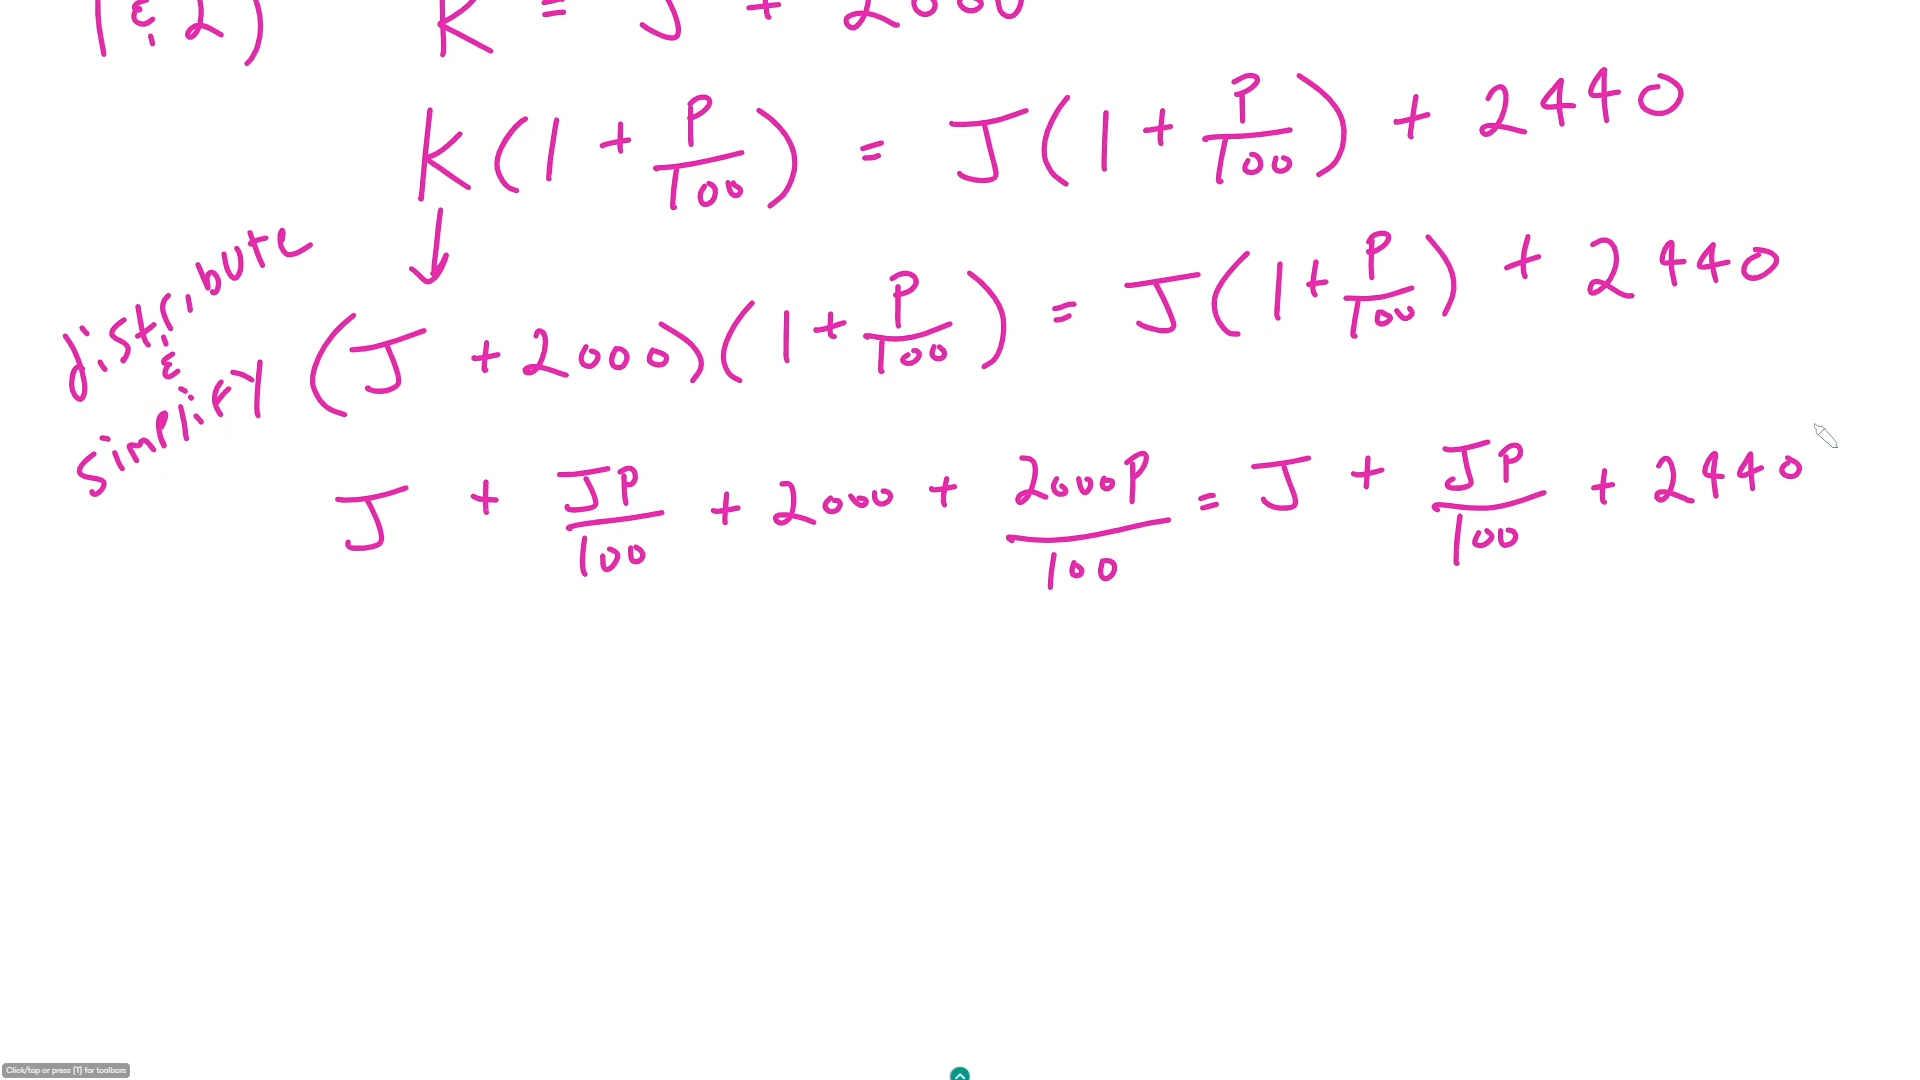 1 & 2) K = J + 2000
K(1 + P/100) = J(1 + P/100) + 2440
distribute
&
simplify
(J + 2000)(1 + P/100) = J(1 + P/100) + 2440
J + JP/100 + 2000 + 2000P/100 = J + JP/100 + 2440
Click/tap or press [T] for toolbars